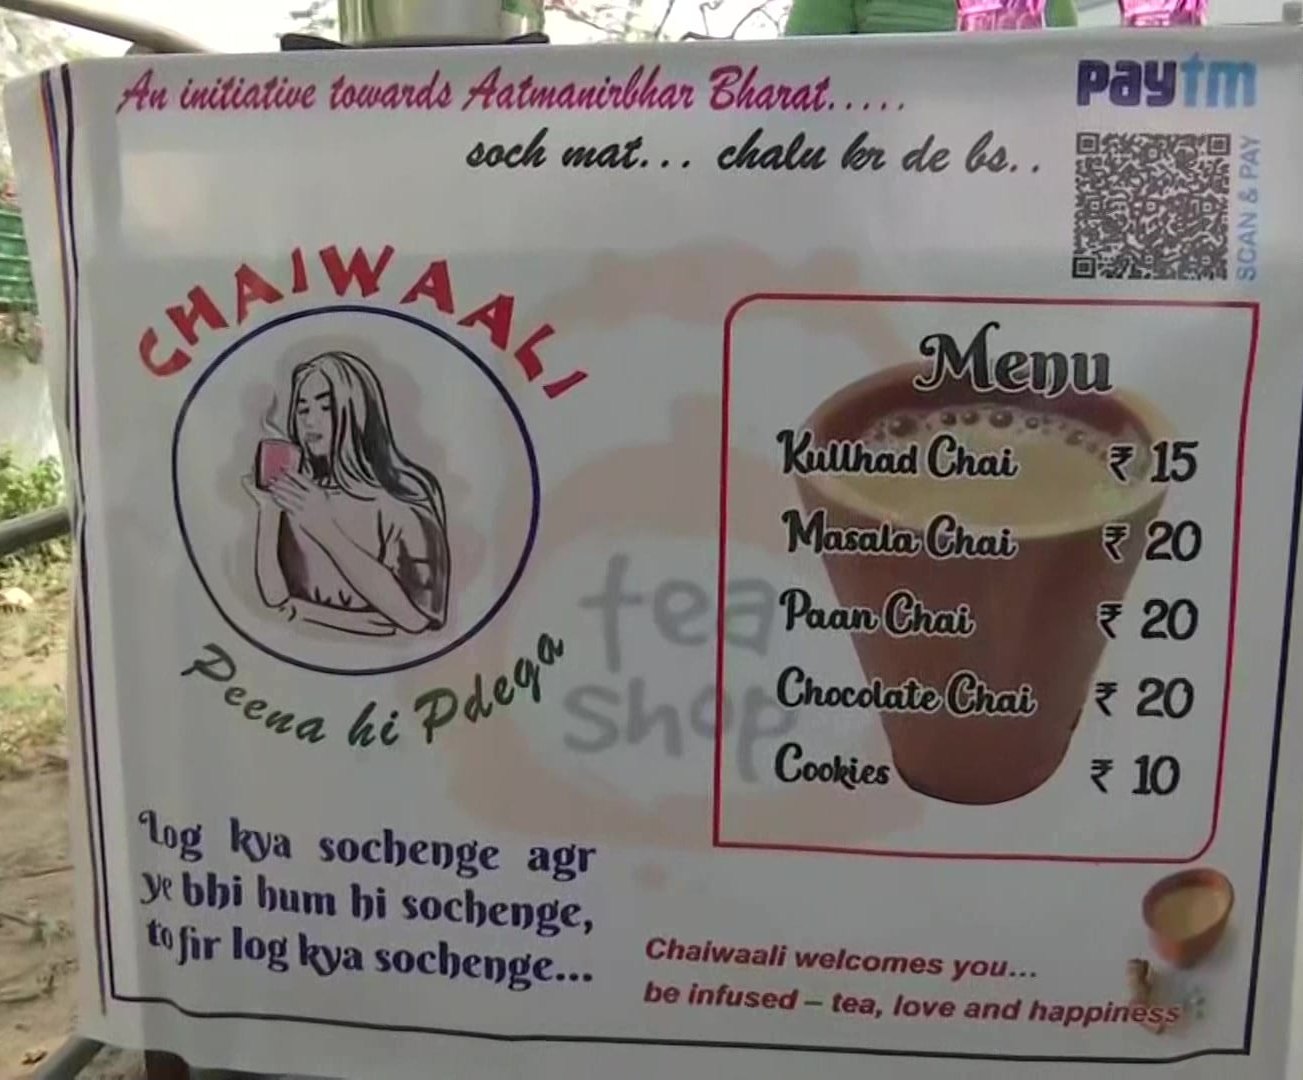 An initiative towards Aatmanirbhar Bharat.....
soch mat... chalu kr de bs..
paytm
SCAN & PAY
CHAIWAALI
Peena hi Pdega
tea
shop
Menu
Kullhad Chai ₹ 15
Masala Chai ₹ 20
Paan Chai ₹ 20
Chocolate Chai ₹ 20
Cookies ₹ 10
Log kya sochenge agr
ye bhi hum hi sochenge,
to fir log kya sochenge...
Chaiwaali welcomes you...
be infused – tea, love and happiness